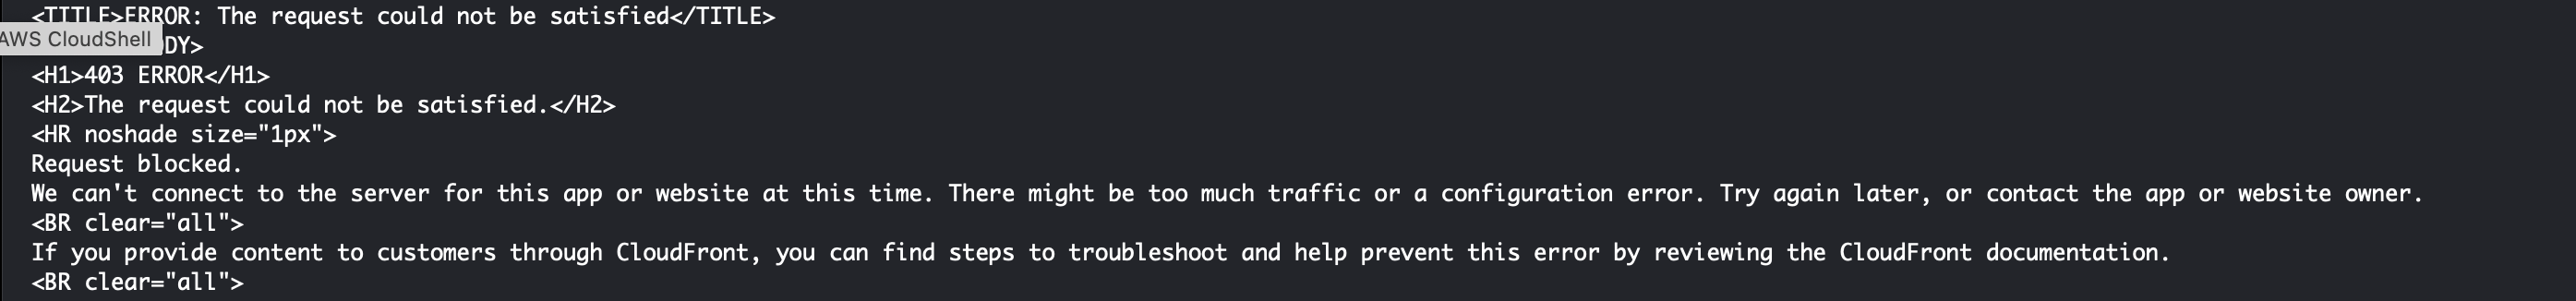 <TITLE>ERROR: The request could not be satisfied</TITLE>
AWS CloudShell
DY>
<H1>403 ERROR</H1>
<H2>The request could not be satisfied.</H2>
<HR noshade size="1px">
Request blocked.
We can't connect to the server for this app or website at this time. There might be too much traffic or a configuration error. Try again later, or contact the app or website owner.
<BR clear="all">
If you provide content to customers through CloudFront, you can find steps to troubleshoot and help prevent this error by reviewing the CloudFront documentation.
<BR clear="all">